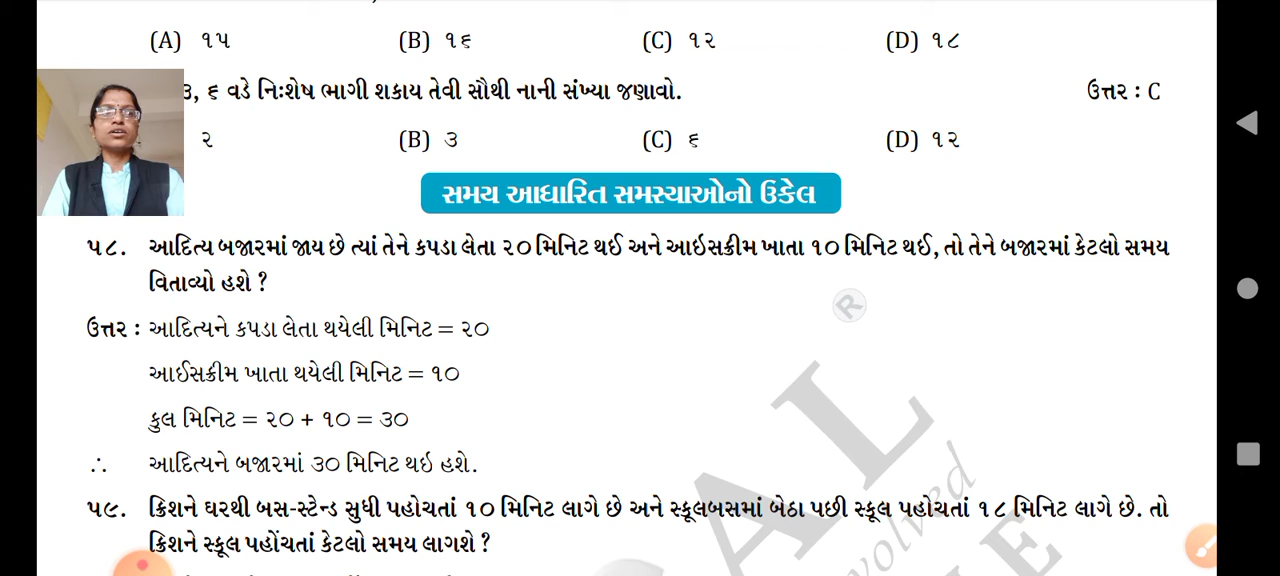 (A) ૧૫ (B) ૧૬ (C) ૧૨ (D) ૧૮
૩, ૬ વડે નિઃશેષ ભાગી શકાય તેવી સૌથી નાની સંખ્યા જણાવો. ઉત્તર : C
૨ (B) ૩ (C) ૬ (D) ૧૨
સમય આધારિત સમસ્યાઓનો ઉકેલ
૫૮. આદિત્ય બજારમાં જાય છે ત્યાં તેને કપડા લેતા ૨૦ મિનિટ થઈ અને આઇસક્રીમ ખાતા ૧૦ મિનિટ થઈ, તો તેને બજારમાં કેટલો સમય
વિતાવ્યો હશે ?
ઉત્તર : આદિત્યને કપડા લેતા થયેલી મિનિટ = ૨૦
આઈસક્રીમ ખાતા થયેલી મિનિટ = ૧૦
કુલ મિનિટ = ૨૦ + ૧૦ = ૩૦
∴ આદિત્યને બજારમાં ૩૦ મિનિટ થઇ હશે.
૫૯. ક્રિશને ઘરથી બસ-સ્ટેન્ડ સુધી પહોચતાં ૧૦ મિનિટ લાગે છે અને સ્કૂલબસમાં બેઠા પછી સ્કૂલ પહોચતાં ૧૮ મિનિટ લાગે છે. તો
ક્રિશને સ્કૂલ પહોંચતાં કેટલો સમય લાગશે ?